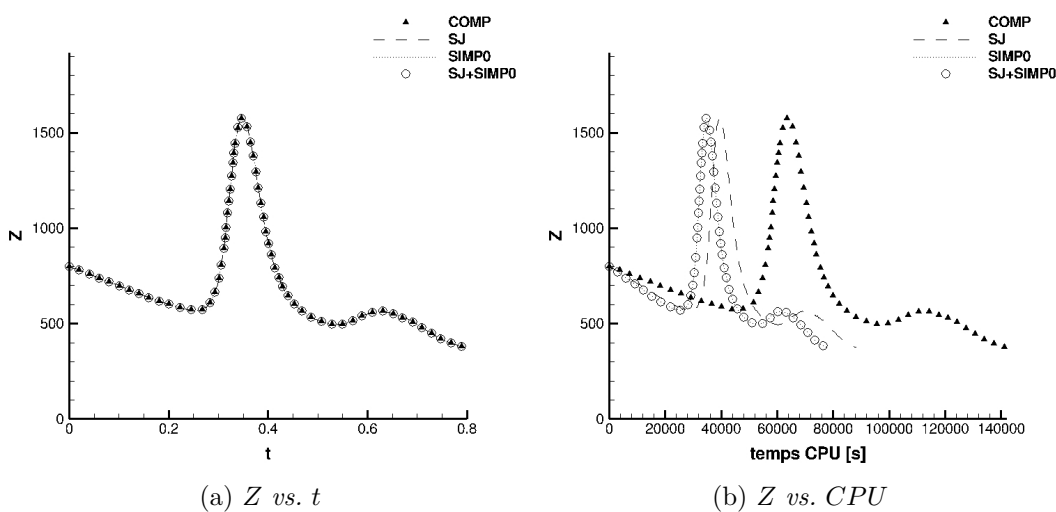 COMP
SJ
SIMP0
SJ+SIMP0
1500
1000
500
0
Z
0
0.2
0.4
0.6
0.8
t
(a) Z vs. t
COMP
SJ
SIMP0
SJ+SIMP0
1500
1000
500
0
Z
0
20000
40000
60000
80000
100000
120000
140000
temps CPU [s]
(b) Z vs. CPU